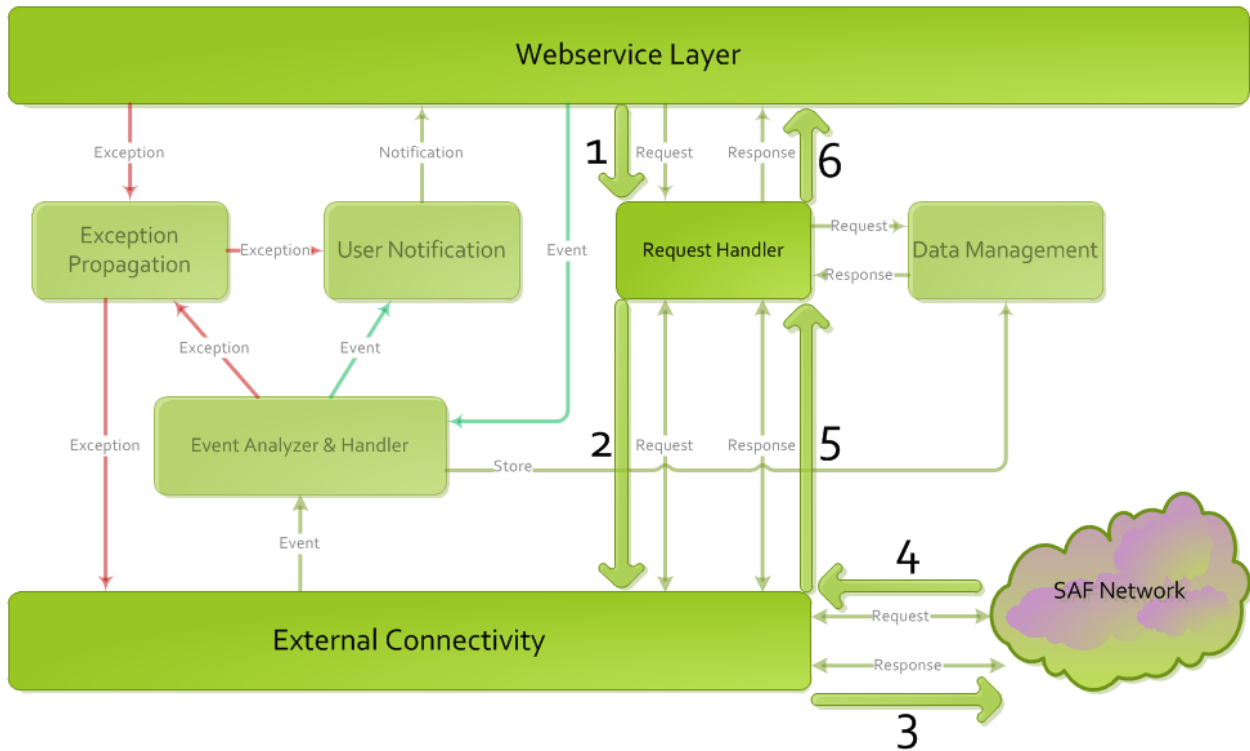 Webservice Layer
Exception
Notification
1
Request
Response
6
Exception
Propagation
Exception
User Notification
Event
Request Handler
Request
Response
Data Management
Exception
Event
Exception
Event Analyzer & Handler
Store
2
Request
Response
5
Event
4
SAF Network
Request
External Connectivity
Response
3